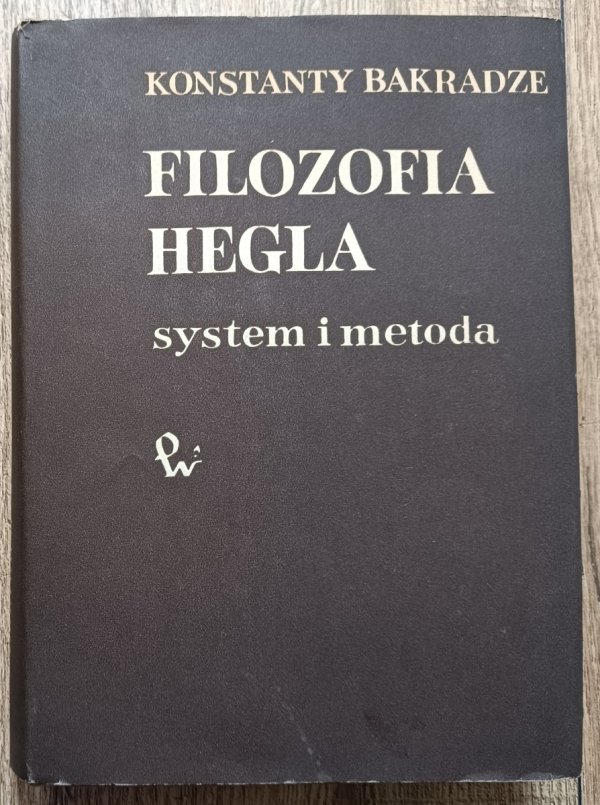 KONSTANTY BAKRADZE
FILOZOFIA
HEGLA
system i metoda